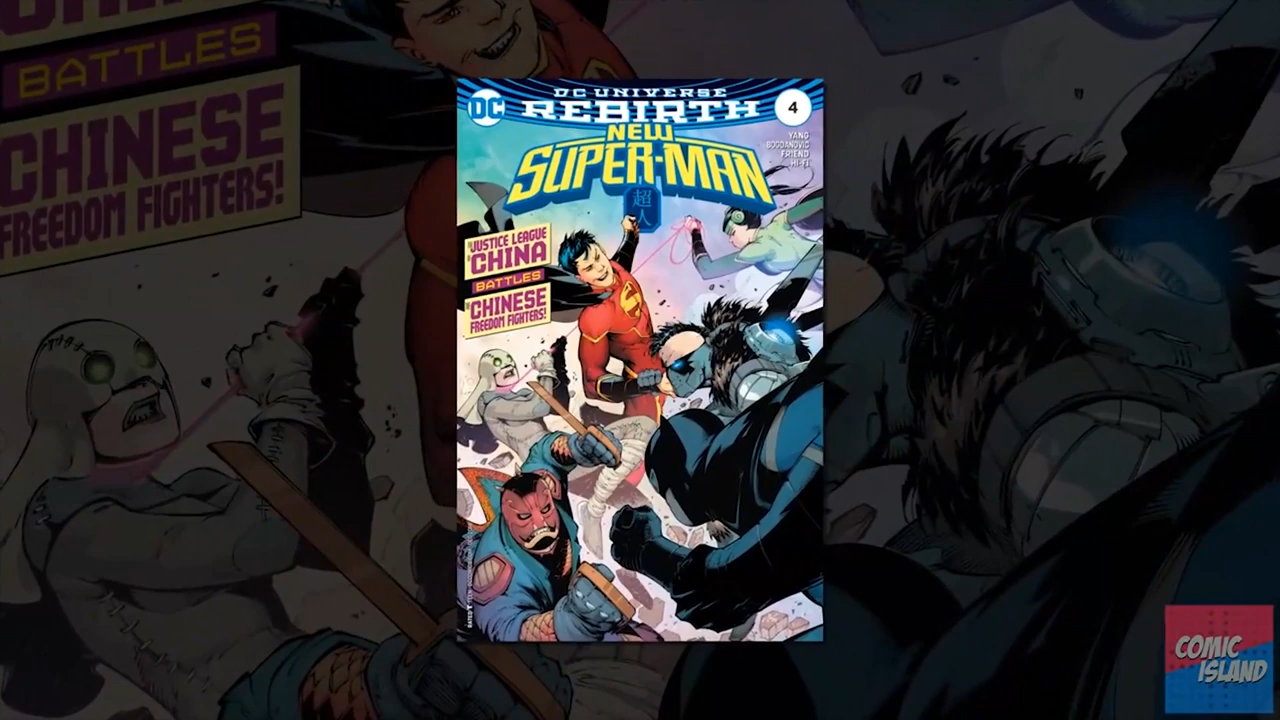 DC UNIVERSE
DC
REBIRTH
4
NEW
SUPER-MAN
超人
YANG
BOGDANOVIC
FRIEND
HI-FI
JUSTICE LEAGUE
CHINA
BATTLES
CHINESE
FREEDOM FIGHTERS!
BATTLES
CHINESE
FREEDOM FIGHTERS!
COMIC
ISLAND